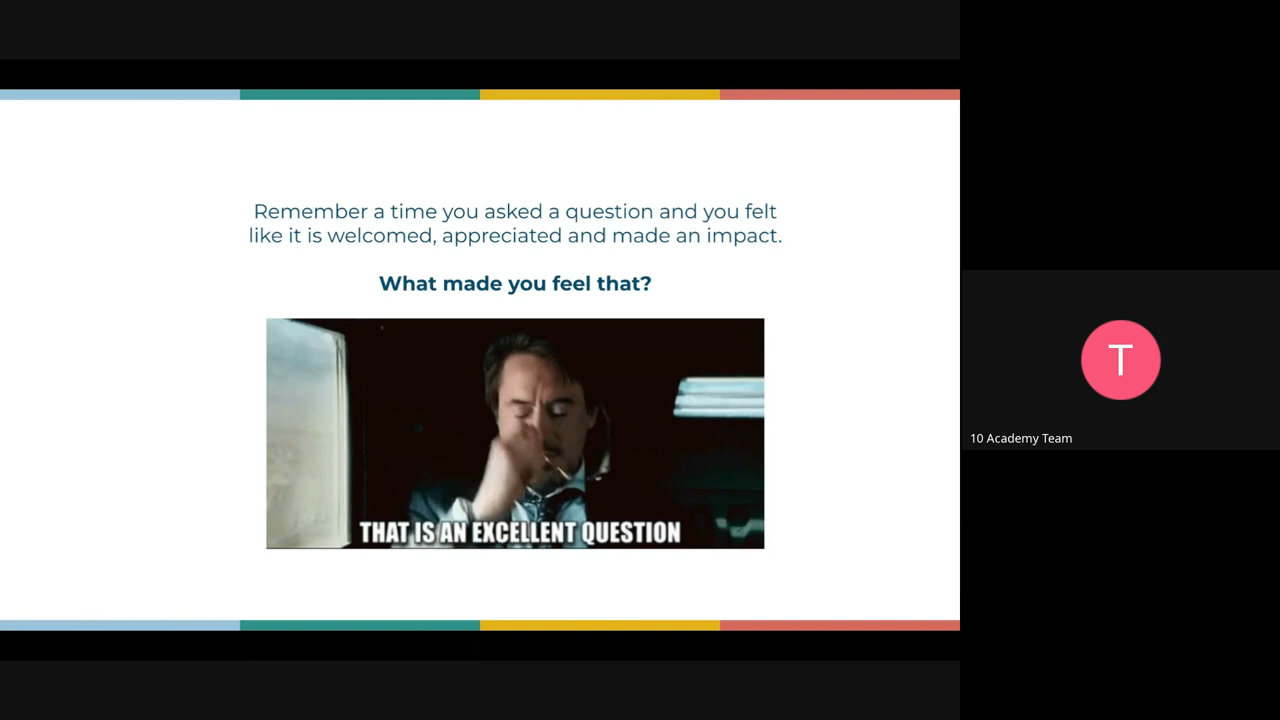 Remember a time you asked a question and you felt
like it is welcomed, appreciated and made an impact.
What made you feel that?
THAT IS AN EXCELLENT QUESTION
T
10 Academy Team